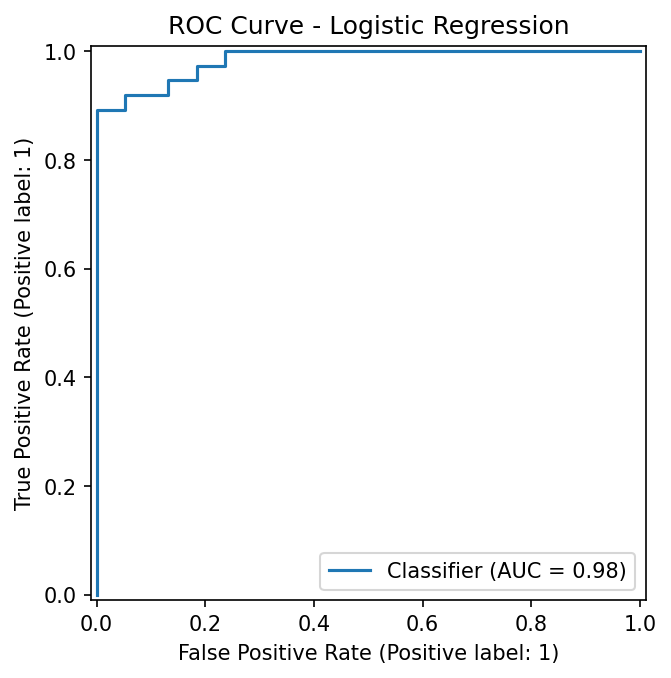 ROC Curve - Logistic Regression
True Positive Rate (Positive label: 1)
1.0
0.8
0.6
0.4
0.2
0.0
Classifier (AUC = 0.98)
0.0 0.2 0.4 0.6 0.8 1.0
False Positive Rate (Positive label: 1)